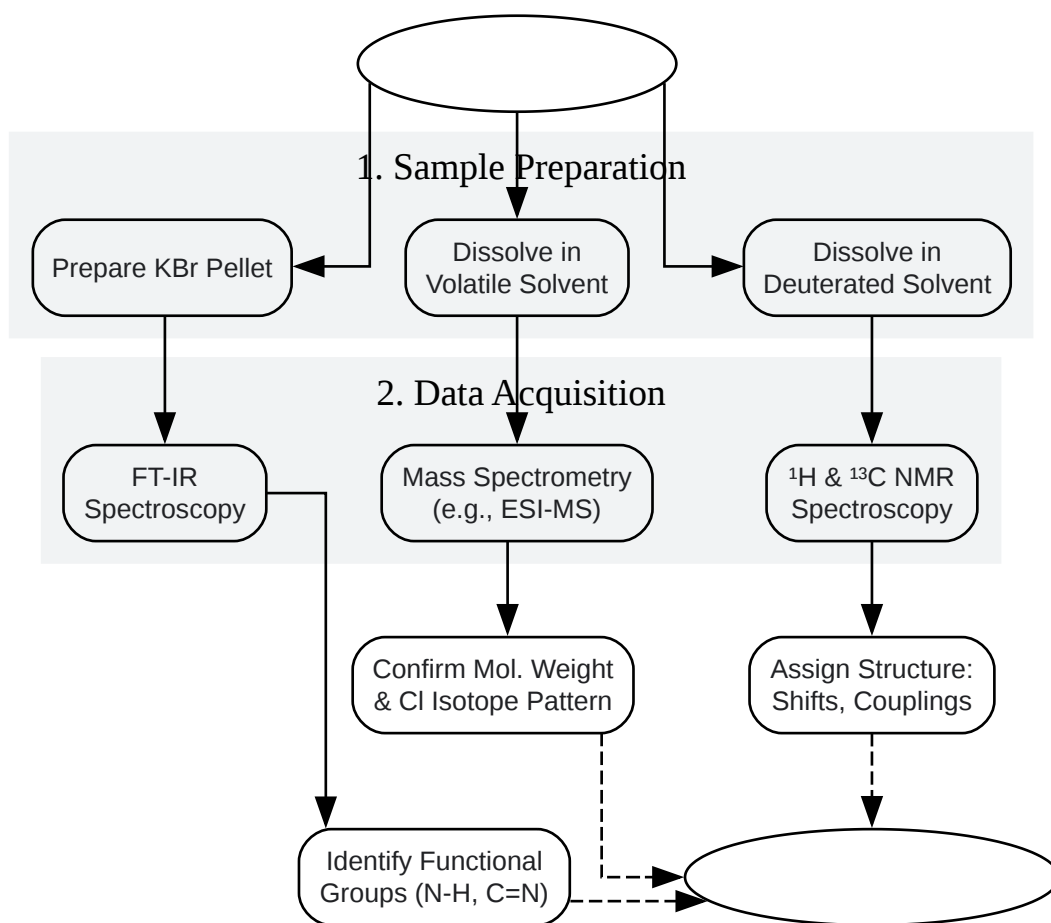 1. Sample Preparation
Prepare KBr Pellet
Dissolve in
Volatile Solvent
Dissolve in
Deuterated Solvent
2. Data Acquisition
FT-IR
Spectroscopy
Mass Spectrometry
(e.g., ESI-MS)
¹H & ¹³C NMR
Spectroscopy
Confirm Mol. Weight
& Cl Isotope Pattern
Assign Structure:
Shifts, Couplings
Identify Functional
Groups (N-H, C=N)